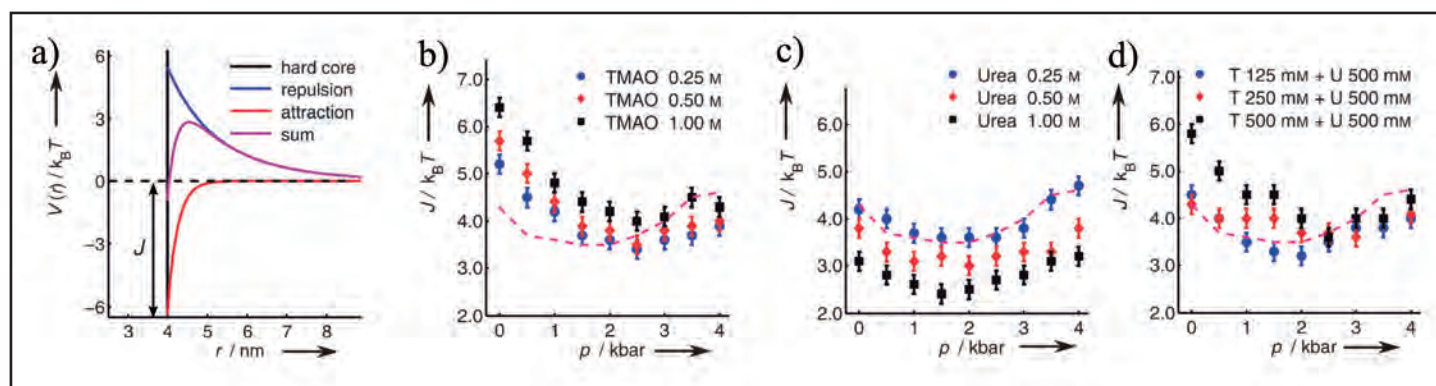 a)
V(r) / k_BT
6
3
0
−3
−6
hard core
repulsion
attraction
sum
J
3 4 5 6 7 8
r / nm
b)
J / k_BT
7.0
6.0
5.0
4.0
3.0
2.0
TMAO 0.25 M
TMAO 0.50 M
TMAO 1.00 M
0 1 2 3 4
p / kbar
c)
J / k_BT
6.0
5.0
4.0
3.0
2.0
Urea 0.25 M
Urea 0.50 M
Urea 1.00 M
0 1 2 3 4
p / kbar
d)
J / k_BT
7.0
6.0
5.0
4.0
3.0
2.0
T 125 mM + U 500 mM
T 250 mM + U 500 mM
T 500 mM + U 500 mM
0 1 2 3 4
p / kbar